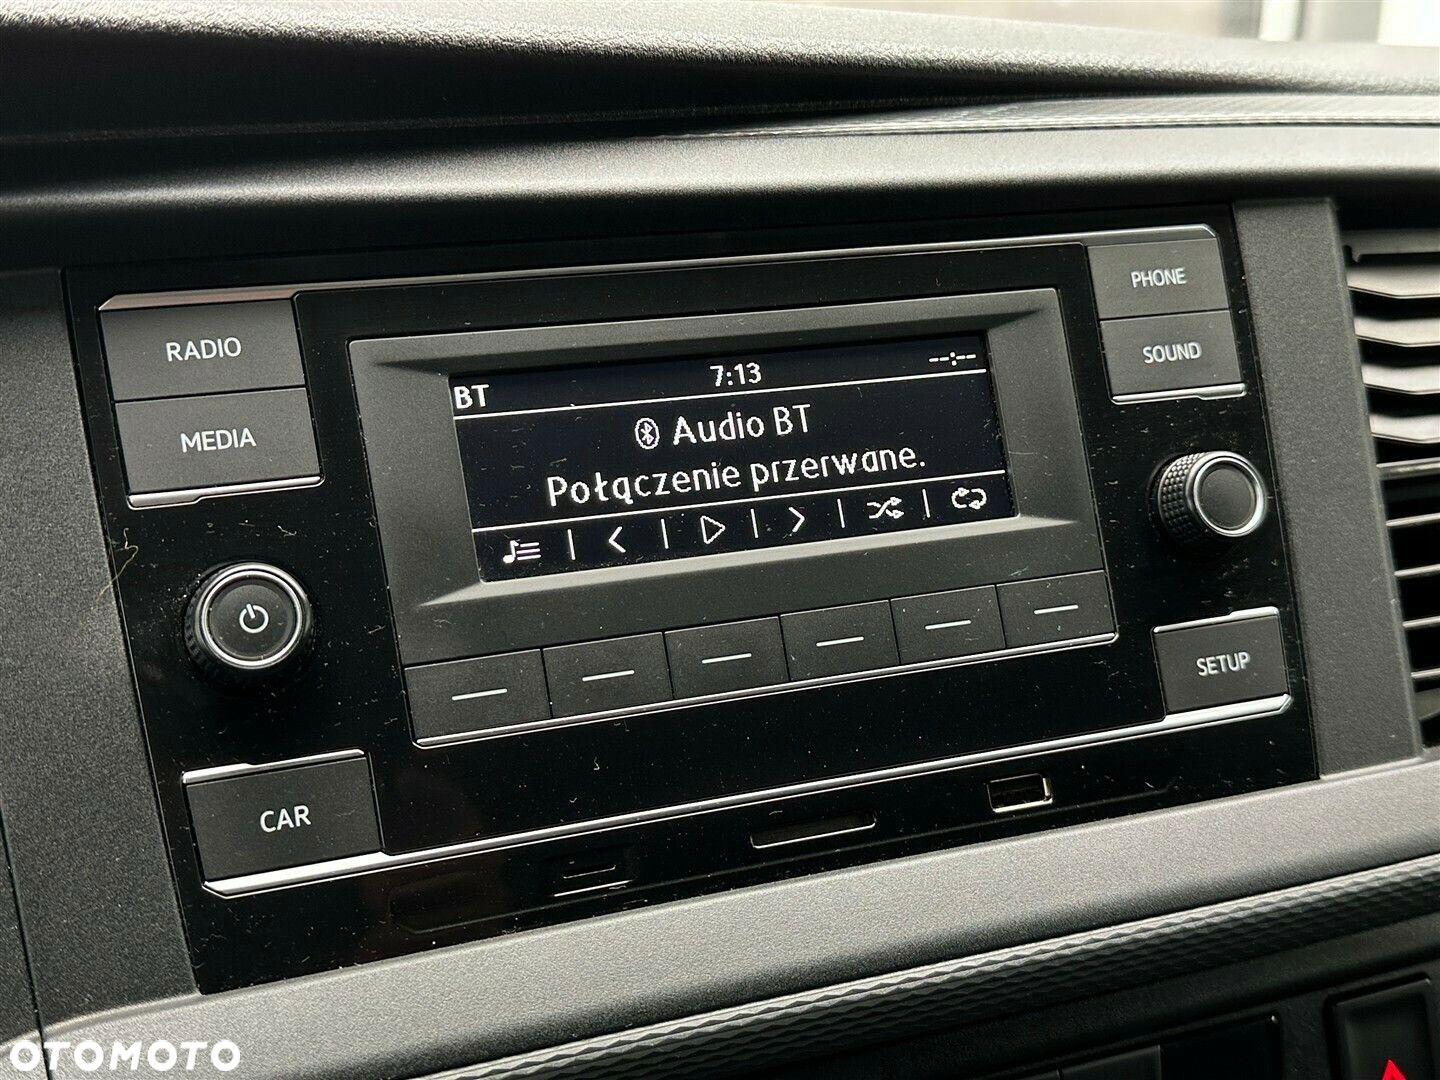 RADIO
MEDIA
CAR
BT 7:13 --:--
Audio BT
Połączenie przerwane.
PHONE
SOUND
SETUP
OTOMOTO